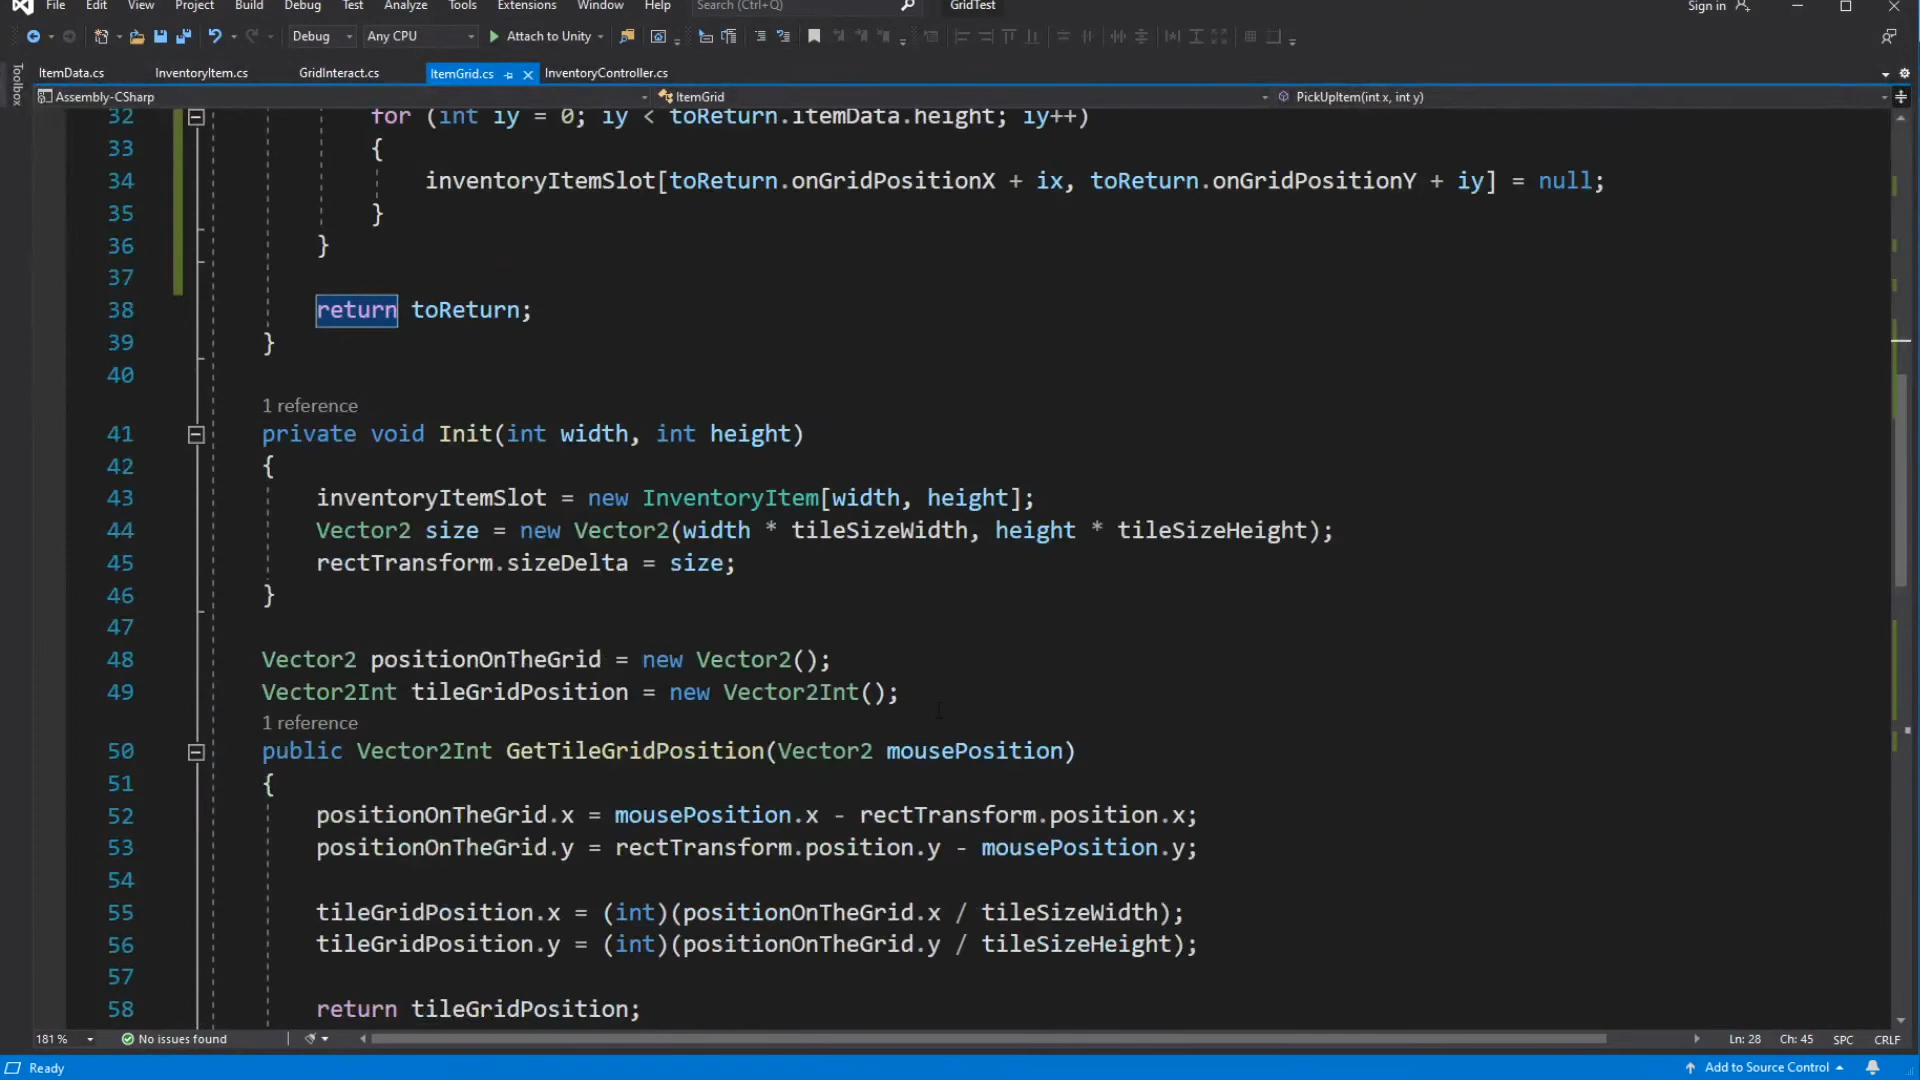 File Edit View Project Build Debug Test Analyze Tools Extensions Window Help Search (Ctrl+Q) GridTest Sign in
Debug Any CPU Attach to Unity
Toolbox
ItemData.cs InventoryItem.cs GridInteract.cs ItemGrid.cs InventoryController.cs
Assembly-CSharp ItemGrid PickUpItem(int x, int y)
32 for (int iy = 0; iy < toReturn.itemData.height; iy++)
33 {
34 inventoryItemSlot[toReturn.onGridPositionX + ix, toReturn.onGridPositionY + iy] = null;
35 }
36 }
37
38 return toReturn;
39 }
40
1 reference
41 private void Init(int width, int height)
42 {
43 inventoryItemSlot = new InventoryItem[width, height];
44 Vector2 size = new Vector2(width * tileSizeWidth, height * tileSizeHeight);
45 rectTransform.sizeDelta = size;
46 }
47
48 Vector2 positionOnTheGrid = new Vector2();
49 Vector2Int tileGridPosition = new Vector2Int();
1 reference
50 public Vector2Int GetTileGridPosition(Vector2 mousePosition)
51 {
52 positionOnTheGrid.x = mousePosition.x - rectTransform.position.x;
53 positionOnTheGrid.y = rectTransform.position.y - mousePosition.y;
54
55 tileGridPosition.x = (int)(positionOnTheGrid.x / tileSizeWidth);
56 tileGridPosition.y = (int)(positionOnTheGrid.y / tileSizeHeight);
57
58 return tileGridPosition;
181 % No issues found Ln: 28 Ch: 45 SPC CRLF
Ready Add to Source Control